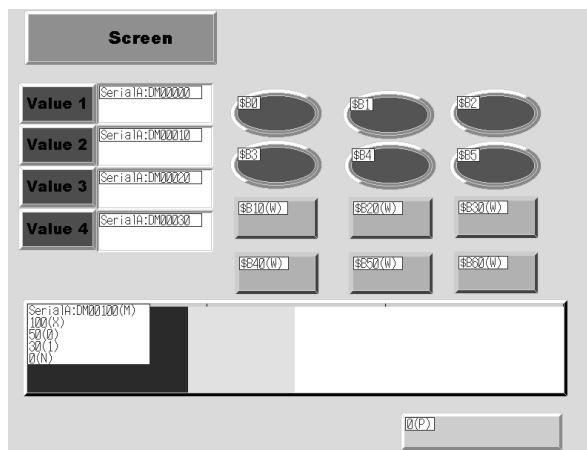 Screen
Value 1
SerialA:DM00000
$B0
$B1
$B2
Value 2
SerialA:DM00010
$B3
$B4
$B5
Value 3
SerialA:DM00020
Value 4
SerialA:DM00030
$B10(W)
$B20(W)
$B30(W)
$B40(W)
$B50(W)
$B60(W)
SerialA:DM00100(M)
100(X)
50(0)
30(1)
0(N)
0(P)